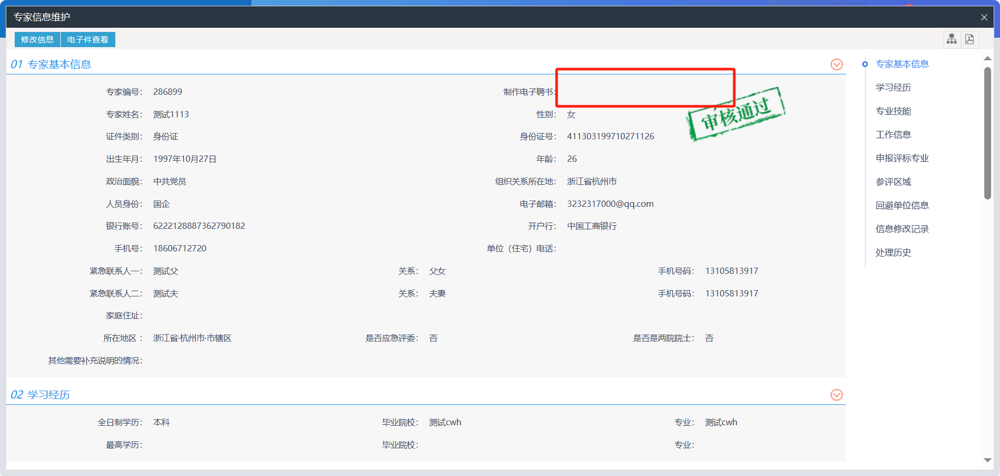 专家信息维护
修改信息 电子件查看
01 专家基本信息
专家编号： 286899 制作电子聘书：
专家姓名： 测试1113 性别： 女
审核通过
证件类别： 身份证 身份证号： 411303199710271126
出生年月： 1997年10月27日 年龄： 26
政治面貌： 中共党员 组织关系所在地： 浙江省杭州市
人员身份： 国企 电子邮箱： 3232317000@qq.com
银行账号： 6222128887362790182 开户行： 中国工商银行
手机号： 18606712720 单位（住宅）电话：
紧急联系人一： 测试父 关系： 父女 手机号码： 13105813917
紧急联系人二： 测试夫 关系： 夫妻 手机号码： 13105813917
家庭住址：
所在地区 ： 浙江省·杭州市·市辖区 是否应急评委： 否 是否是两院院士： 否
其他需要补充说明的情况：
02 学习经历
全日制学历： 本科 毕业院校： 测试cwh 专业： 测试cwh
最高学历： 毕业院校： 专业：
专家基本信息
学习经历
专业技能
工作信息
申报评标专业
参评区域
回避单位信息
信息修改记录
处理历史